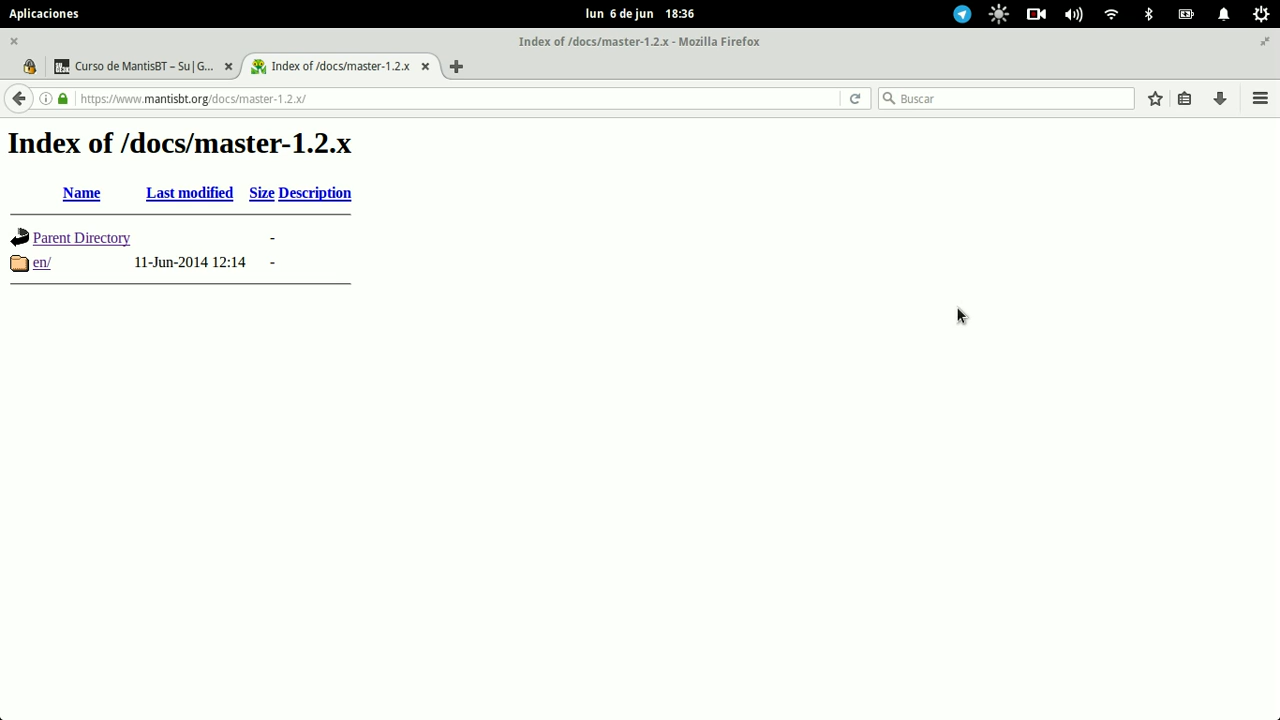 Aplicaciones lun 6 de jun 18:36
Index of /docs/master-1.2.x - Mozilla Firefox
Curso de MantisBT – Su|G... Index of /docs/master-1.2.x
https://www.mantisbt.org/docs/master-1.2.x/ Buscar
Index of /docs/master-1.2.x
Name Last modified Size Description
Parent Directory -
en/ 11-Jun-2014 12:14 -